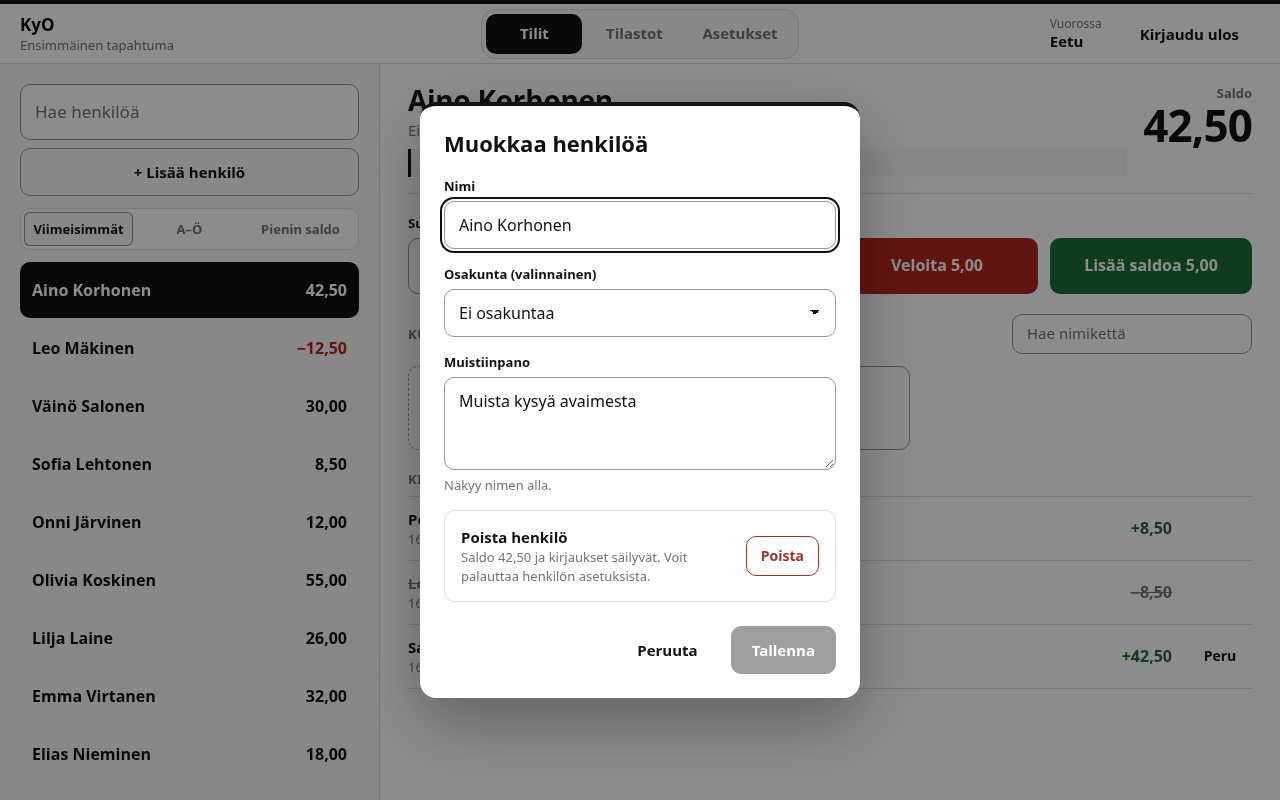 KyO
Ensimmäinen tapahtuma
Tilit
Tilastot
Asetukset
Vuorossa
Eetu
Kirjaudu ulos
Hae henkilöä
+ Lisää henkilö
Viimeisimmät
A–Ö
Pienin saldo
Aino Korhonen 42,50
Leo Mäkinen −12,50
Väinö Salonen 30,00
Sofia Lehtonen 8,50
Onni Järvinen 12,00
Olivia Koskinen 55,00
Lilja Laine 26,00
Emma Virtanen 32,00
Elias Nieminen 18,00
Aino Korhonen
Saldo
42,50
Veloita 5,00
Lisää saldoa 5,00
Hae nimikettä
+8,50
−8,50
+42,50
Peru
Muokkaa henkilöä
Nimi
Aino Korhonen
Osakunta (valinnainen)
Ei osakuntaa
Muistiinpano
Muista kysyä avaimesta
Näkyy nimen alla.
Poista henkilö
Saldo 42,50 ja kirjaukset säilyvät. Voit
palauttaa henkilön asetuksista.
Poista
Peruuta
Tallenna